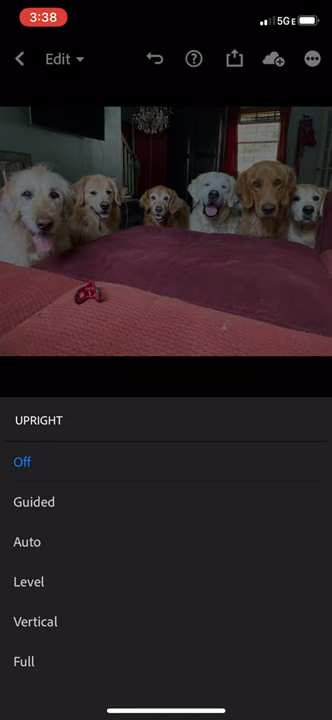 3:38
5GE
Edit
UPRIGHT
Off
Guided
Auto
Level
Vertical
Full